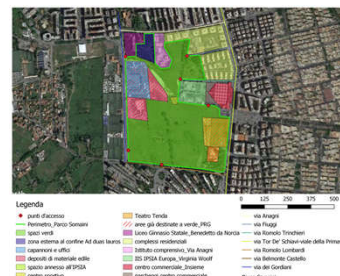 Legenda
0 125 250 375 500
punti d'accesso
Perimetro_Parco Somaini
spazi verdi
zona esterna al confine Ad duas lauros
capannoni e uffici
depositi di materiale edile
spazio annesso all'IPSIA
Teatro Tenda
aree già destinate a verde_PRG
Liceo Ginnasio Statale_Benedetto da Norcia
complessi residenziali
Istituto comprensivo_Via Anagni
ISIS IPSIA Europa_Virginia Woolf
centro commerciale_Insieme
via Anagni
via Fiuggi
via Romolo Trinchieri
via Tor De' Schiavi-viale della Prima
via Romolo Lombardi
via Belmonte Castello
via dei Gordiani